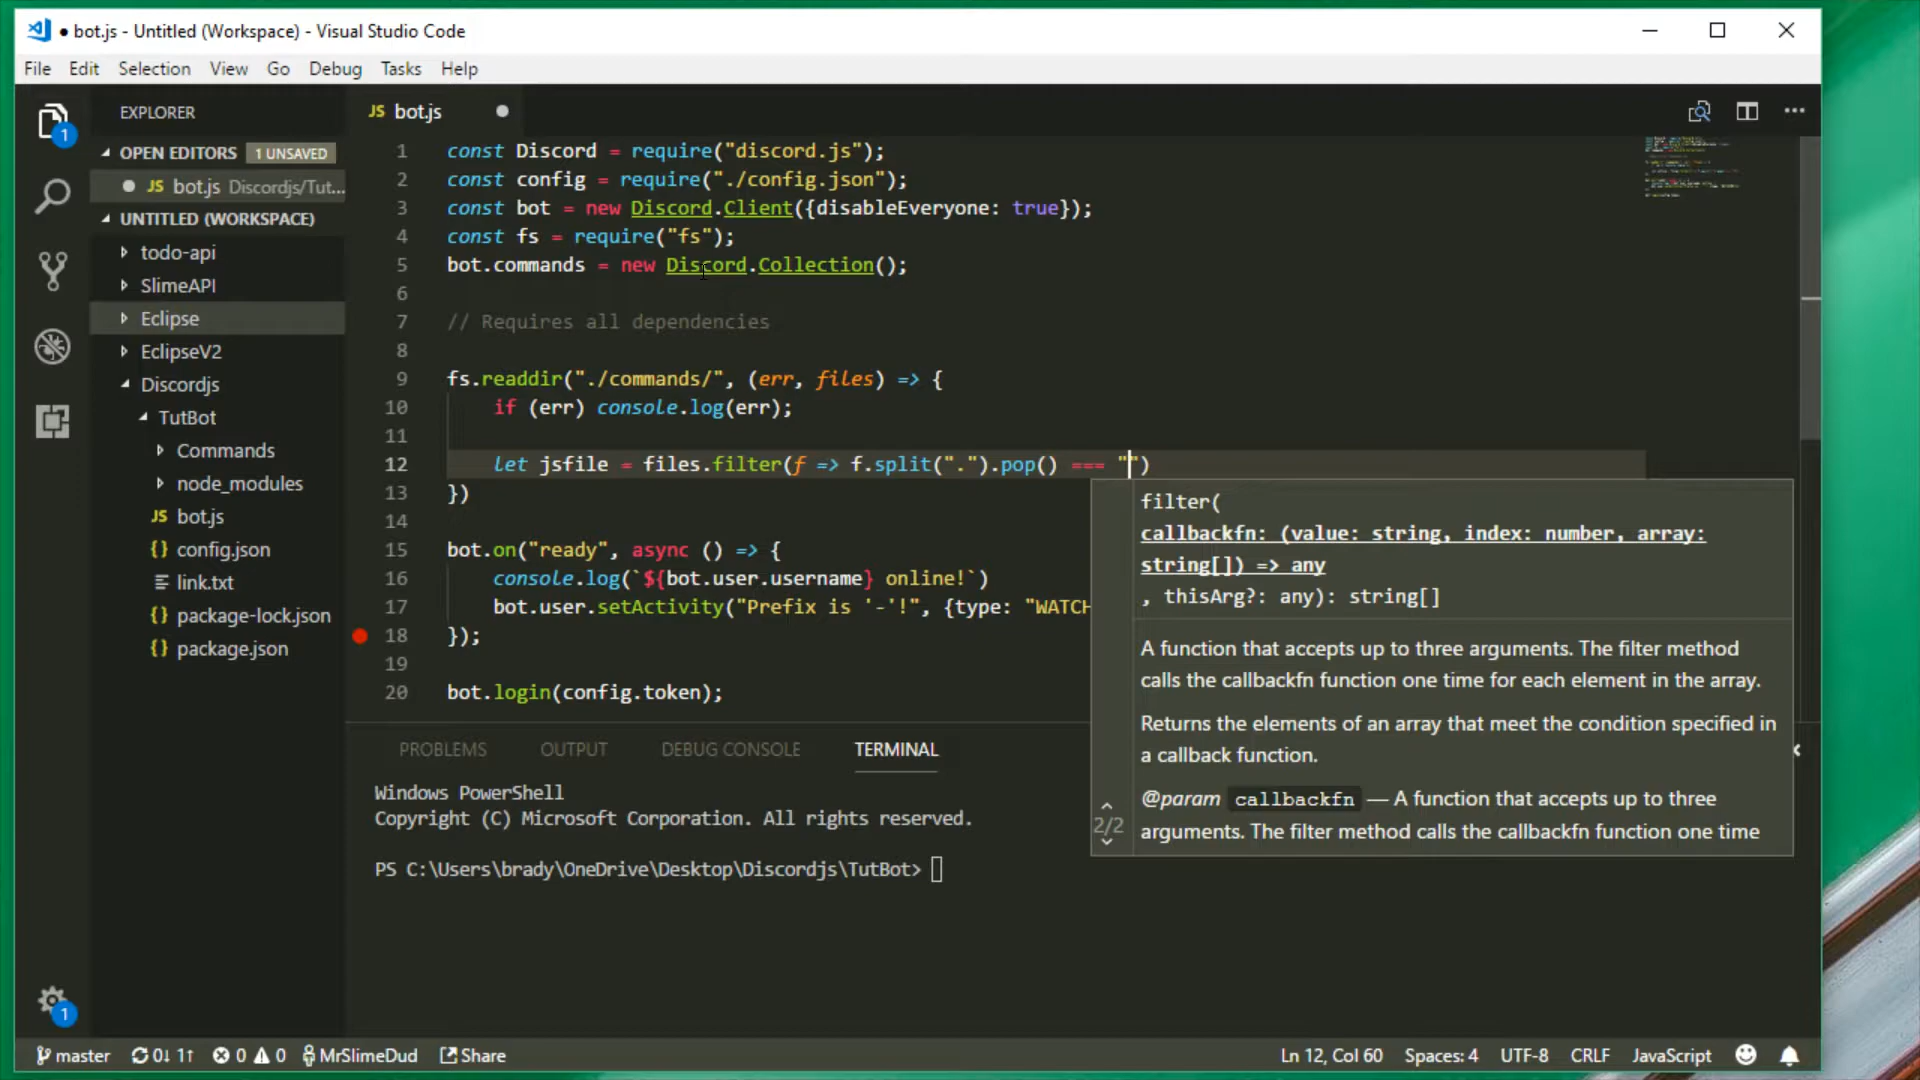 ● bot.js - Untitled (Workspace) - Visual Studio Code
File Edit Selection View Go Debug Tasks Help
1
EXPLORER
OPEN EDITORS 1 UNSAVED
JS bot.js Discordjs/Tut...
UNTITLED (WORKSPACE)
todo-api
SlimeAPI
Eclipse
EclipseV2
Discordjs
TutBot
Commands
node_modules
JS bot.js
{} config.json
link.txt
{} package-lock.json
{} package.json
1
JS bot.js
1 const Discord = require("discord.js");
2 const config = require("./config.json");
3 const bot = new Discord.Client({disableEveryone: true});
4 const fs = require("fs");
5 bot.commands = new Discord.Collection();
6
7 // Requires all dependencies
8
9 fs.readdir("./commands/", (err, files) => {
10 if (err) console.log(err);
11
12 let jsfile = files.filter(f => f.split(".").pop() === "")
13 })
14
15 bot.on("ready", async () => {
16 console.log(`${bot.user.username} online!`)
17 bot.user.setActivity("Prefix is '-'!", {type: "WATCH
18 });
19
20 bot.login(config.token);
filter(
callbackfn: (value: string, index: number, array:
string[]) => any
, thisArg?: any): string[]
A function that accepts up to three arguments. The filter method
calls the callbackfn function one time for each element in the array.
Returns the elements of an array that meet the condition specified in
a callback function.
@param callbackfn — A function that accepts up to three
2/2
arguments. The filter method calls the callbackfn function one time
PROBLEMS OUTPUT DEBUG CONSOLE TERMINAL
Windows PowerShell
Copyright (C) Microsoft Corporation. All rights reserved.
PS C:\Users\brady\OneDrive\Desktop\Discordjs\TutBot>
master 0↓ 1↑ 0 0 MrSlimeDud Share Ln 12, Col 60 Spaces: 4 UTF-8 CRLF JavaScript